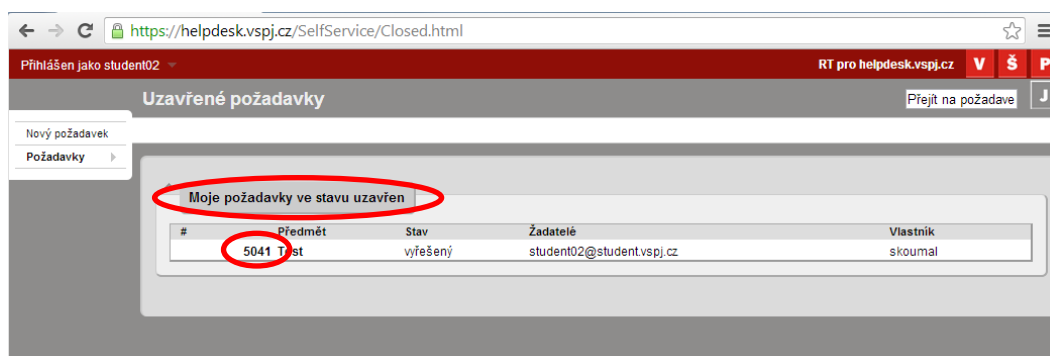 https://helpdesk.vspj.cz/SelfService/Closed.html
Přihlášen jako student02 RT pro helpdesk.vspj.cz V Š P
Uzavřené požadavky Přejít na požadave J
Nový požadavek
Požadavky
Moje požadavky ve stavu uzavřen
# Předmět Stav Žadatelé Vlastník
5041 Test vyřešený student02@student.vspj.cz skoumal